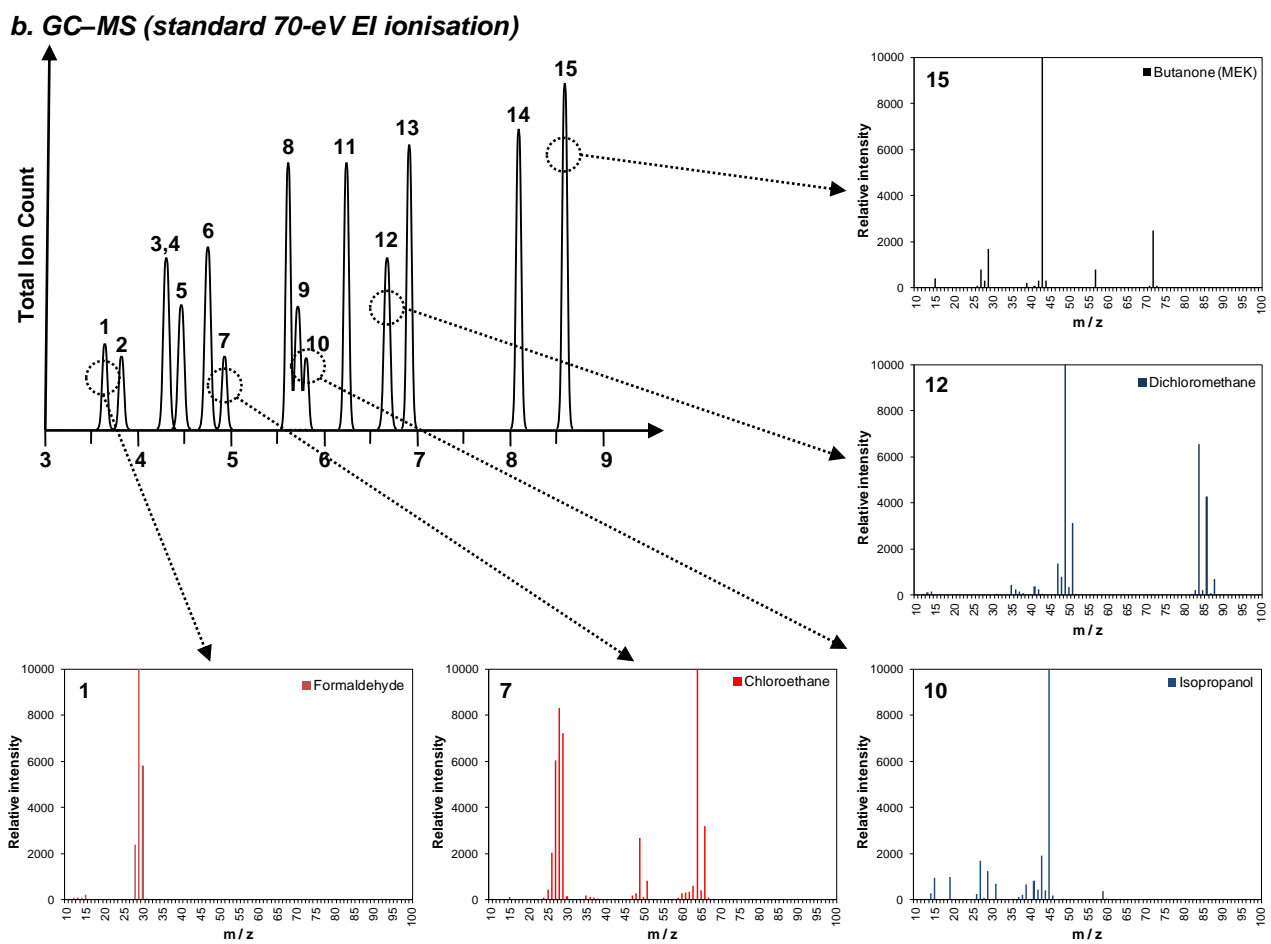 b. GC–MS (standard 70-eV EI ionisation)
Total Ion Count
1
2
3,4
5
6
7
8
9
10
11
12
13
14
15
3 4 5 6 7 8 9
15
Butanone (MEK)
Relative intensity
10000
8000
6000
4000
2000
0
10 15 20 25 30 35 40 45 50 55 60 65 70 75 80 85 90 95 100
m / z
12
Dichloromethane
Relative intensity
10000
8000
6000
4000
2000
0
10 15 20 25 30 35 40 45 50 55 60 65 70 75 80 85 90 95 100
m / z
1
Formaldehyde
Relative intensity
10000
8000
6000
4000
2000
0
10 15 20 25 30 35 40 45 50 55 60 65 70 75 80 85 90 95 100
m / z
7
Chloroethane
Relative intensity
10000
8000
6000
4000
2000
0
10 15 20 25 30 35 40 45 50 55 60 65 70 75 80 85 90 95 100
m / z
10
Isopropanol
Relative intensity
10000
8000
6000
4000
2000
0
10 15 20 25 30 35 40 45 50 55 60 65 70 75 80 85 90 95 100
m / z